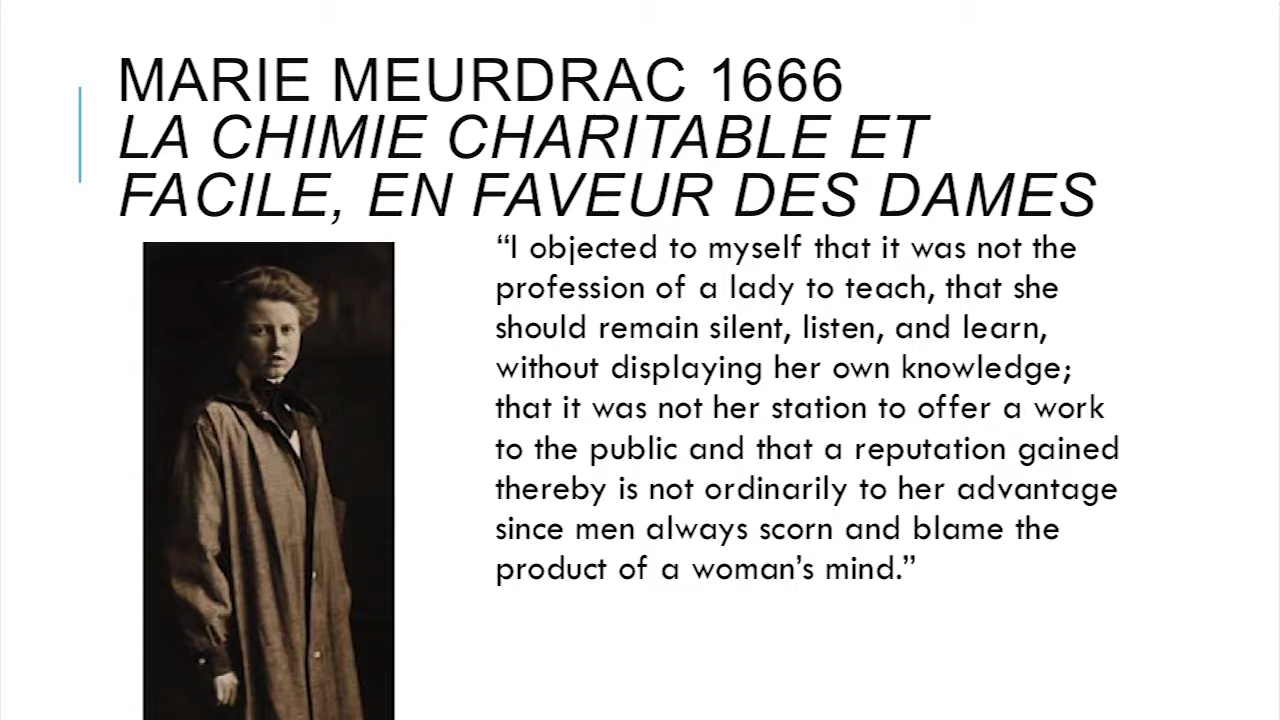 MARIE MEURDRAC 1666
LA CHIMIE CHARITABLE ET
FACILE, EN FAVEUR DES DAMES
“I objected to myself that it was not the
profession of a lady to teach, that she
should remain silent, listen, and learn,
without displaying her own knowledge;
that it was not her station to offer a work
to the public and that a reputation gained
thereby is not ordinarily to her advantage
since men always scorn and blame the
product of a woman’s mind.”